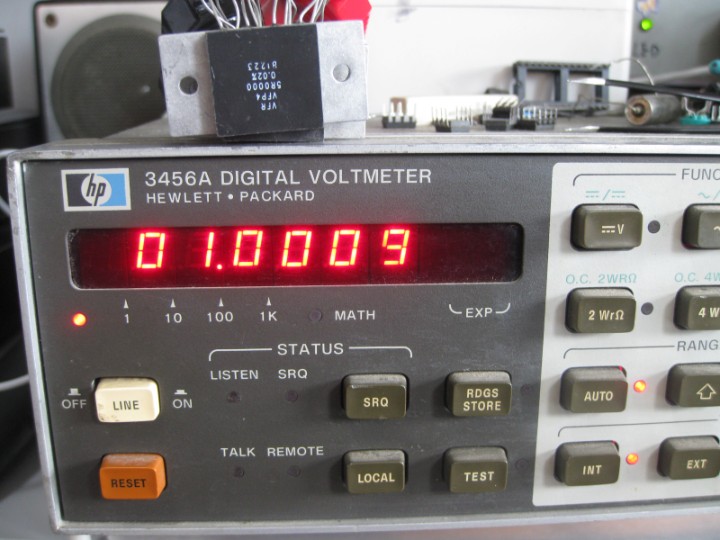 VFR
VFP4
5R0000
0.02%
B1223
hp
3456A DIGITAL VOLTMETER
HEWLETT • PACKARD
01.0009
1 10 100 1K MATH EXP
STATUS
LISTEN SRQ
OFF LINE ON
SRQ
RDGS STORE
TALK REMOTE
RESET
LOCAL
TEST
FUNC
V
O.C. 2WRΩ O.C. 4W
2 WrΩ 4 W
RANG
AUTO
INT EXT